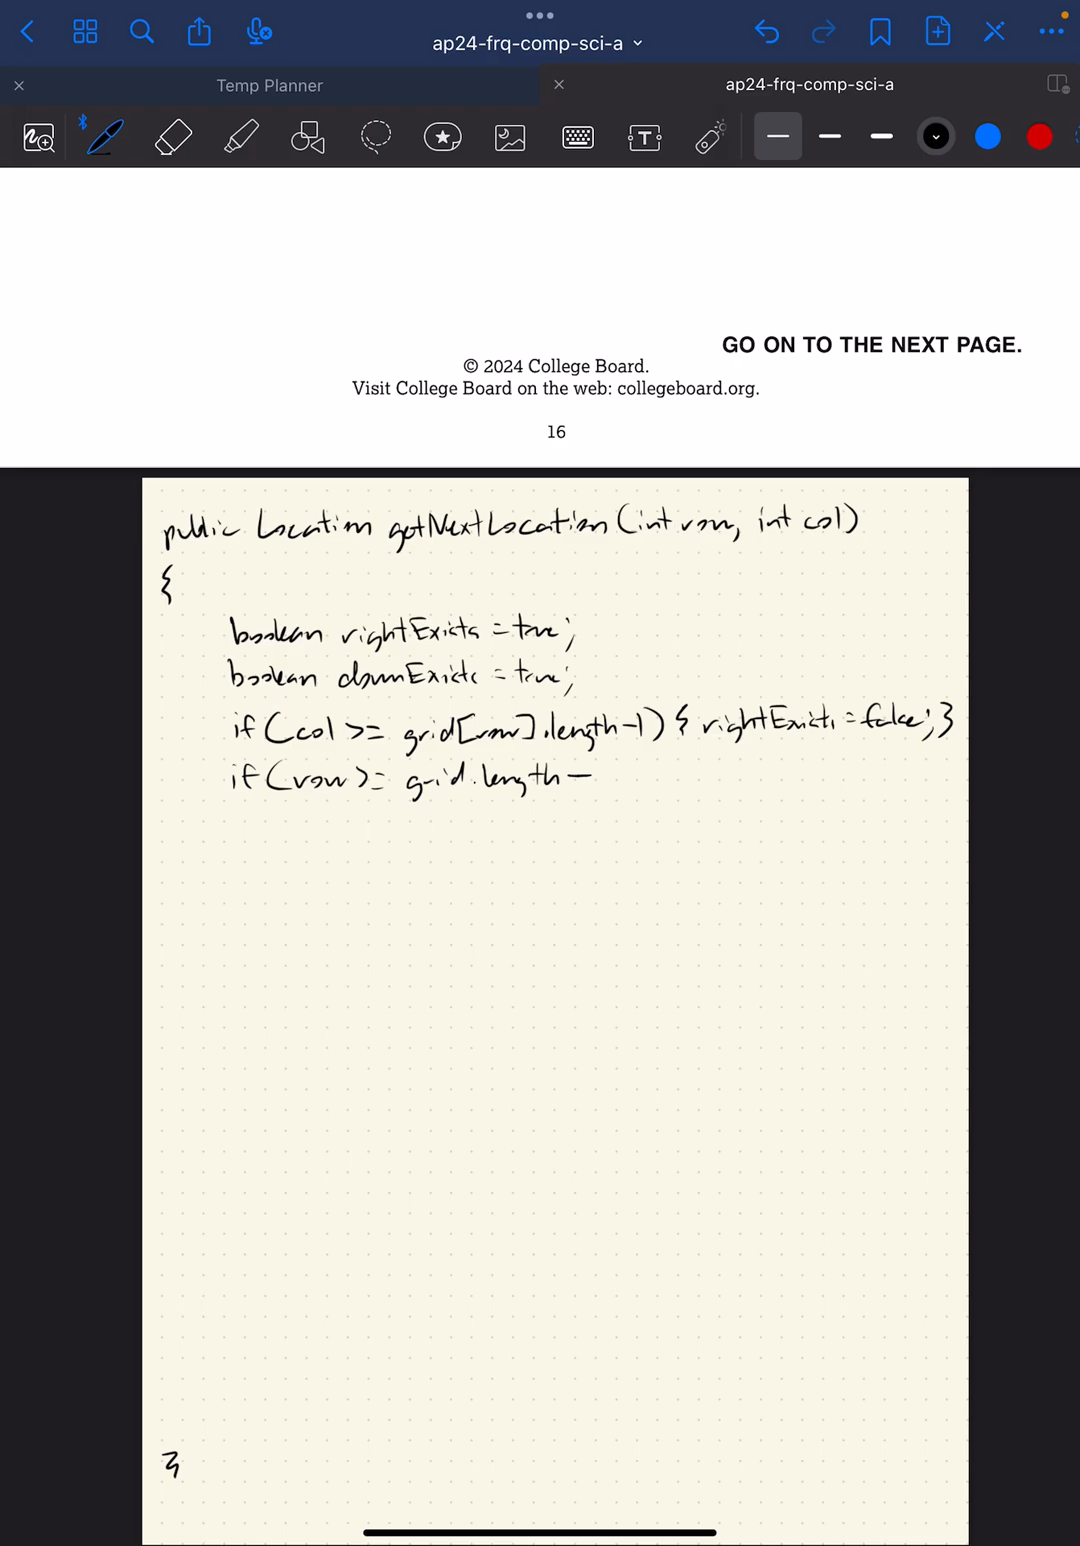 ap24-frq-comp-sci-a
Temp Planner
ap24-frq-comp-sci-a
T
GO ON TO THE NEXT PAGE.
© 2024 College Board.
Visit College Board on the web: collegeboard.org.
16
public Location getNextLocation(int row, int col)
{
boolean rightExists = true;
boolean downExists = true;
if(col >= grid[row].length-1) { rightExists = false; }
if(row >= grid.length-
}